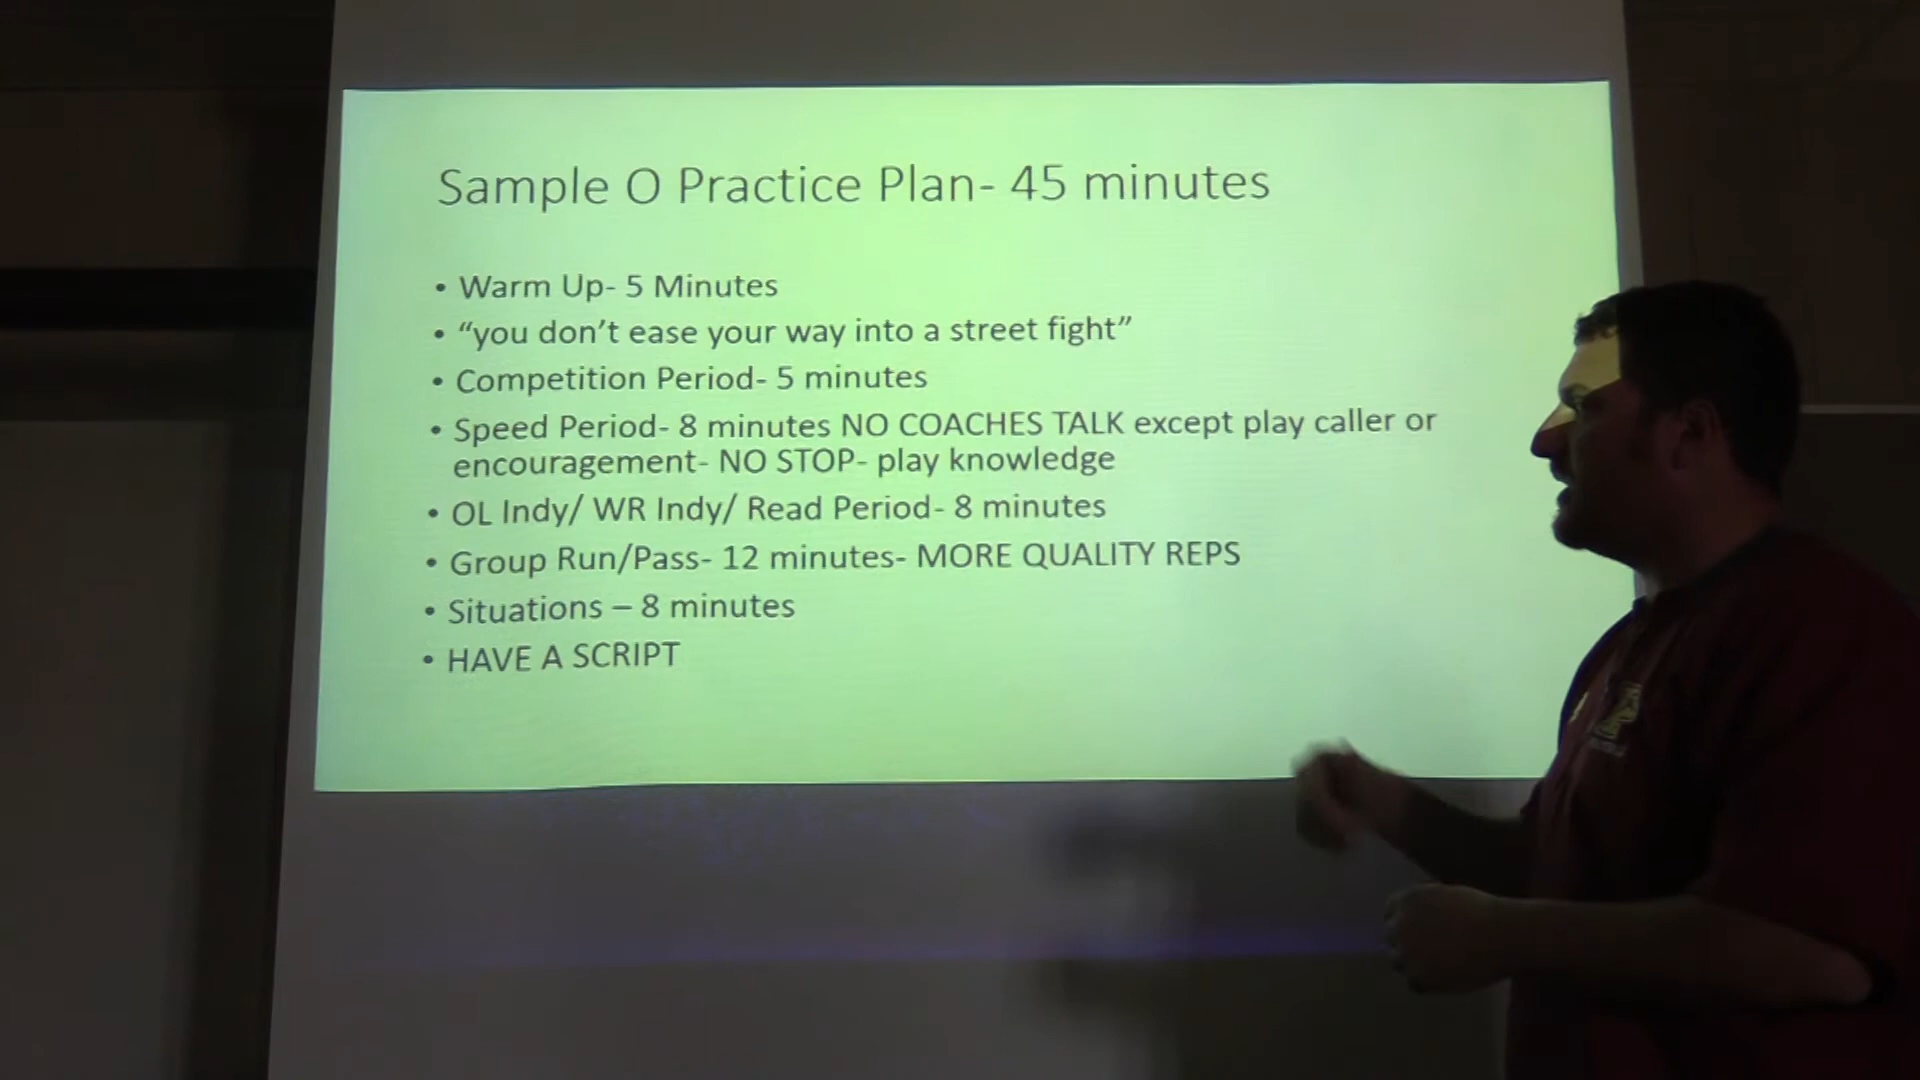 Sample O Practice Plan- 45 minutes
• Warm Up- 5 Minutes
• “you don’t ease your way into a street fight”
• Competition Period- 5 minutes
• Speed Period- 8 minutes NO COACHES TALK except play caller or
encouragement- NO STOP- play knowledge
• OL Indy/ WR Indy/ Read Period- 8 minutes
• Group Run/Pass- 12 minutes- MORE QUALITY REPS
• Situations – 8 minutes
• HAVE A SCRIPT